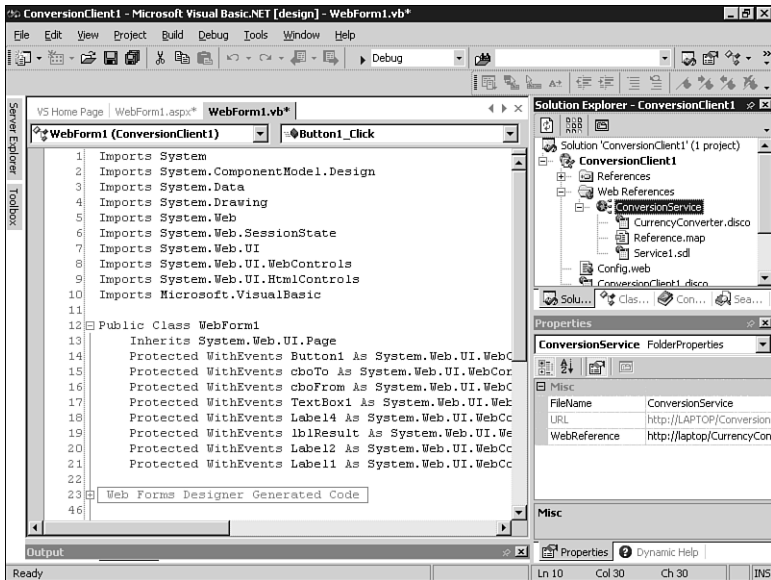 ConversionClient1 - Microsoft Visual Basic.NET [design] - WebForm1.vb*
File Edit View Project Build Debug Tools Window Help
Debug
Server Explorer
Toolbox
VS Home Page WebForm1.aspx* WebForm1.vb*
WebForm1 (ConversionClient1) Button1_Click
1 Imports System
2 Imports System.ComponentModel.Design
3 Imports System.Data
4 Imports System.Drawing
5 Imports System.Web
6 Imports System.Web.SessionState
7 Imports System.Web.UI
8 Imports System.Web.UI.WebControls
9 Imports System.Web.UI.HtmlControls
10 Imports Microsoft.VisualBasic
11
12 Public Class WebForm1
13 Inherits System.Web.UI.Page
14 Protected WithEvents Button1 As System.Web.UI.WebC
15 Protected WithEvents cboTo As System.Web.UI.WebCon
16 Protected WithEvents cboFrom As System.Web.UI.WebC
17 Protected WithEvents TextBox1 As System.Web.UI.Web
18 Protected WithEvents Label4 As System.Web.UI.WebCo
19 Protected WithEvents lblResult As System.Web.UI.We
20 Protected WithEvents Label2 As System.Web.UI.WebCo
21 Protected WithEvents Label1 As System.Web.UI.WebCo
22
23 Web Forms Designer Generated Code
46
Output
Solution Explorer - ConversionClient1
Solution 'ConversionClient1' (1 project)
ConversionClient1
References
Web References
ConversionService
CurrencyConverter.disco
Reference.map
Service1.sdl
Config.web
ConversionClient1.disco
Solu... Clas... Con... Sea...
Properties
ConversionService FolderProperties
Misc
FileName ConversionService
URL http://LAPTOP/Conversion
WebReference http://laptop/CurrencyCon
Misc
Properties Dynamic Help
Ready Ln 10 Col 30 Ch 30 INS